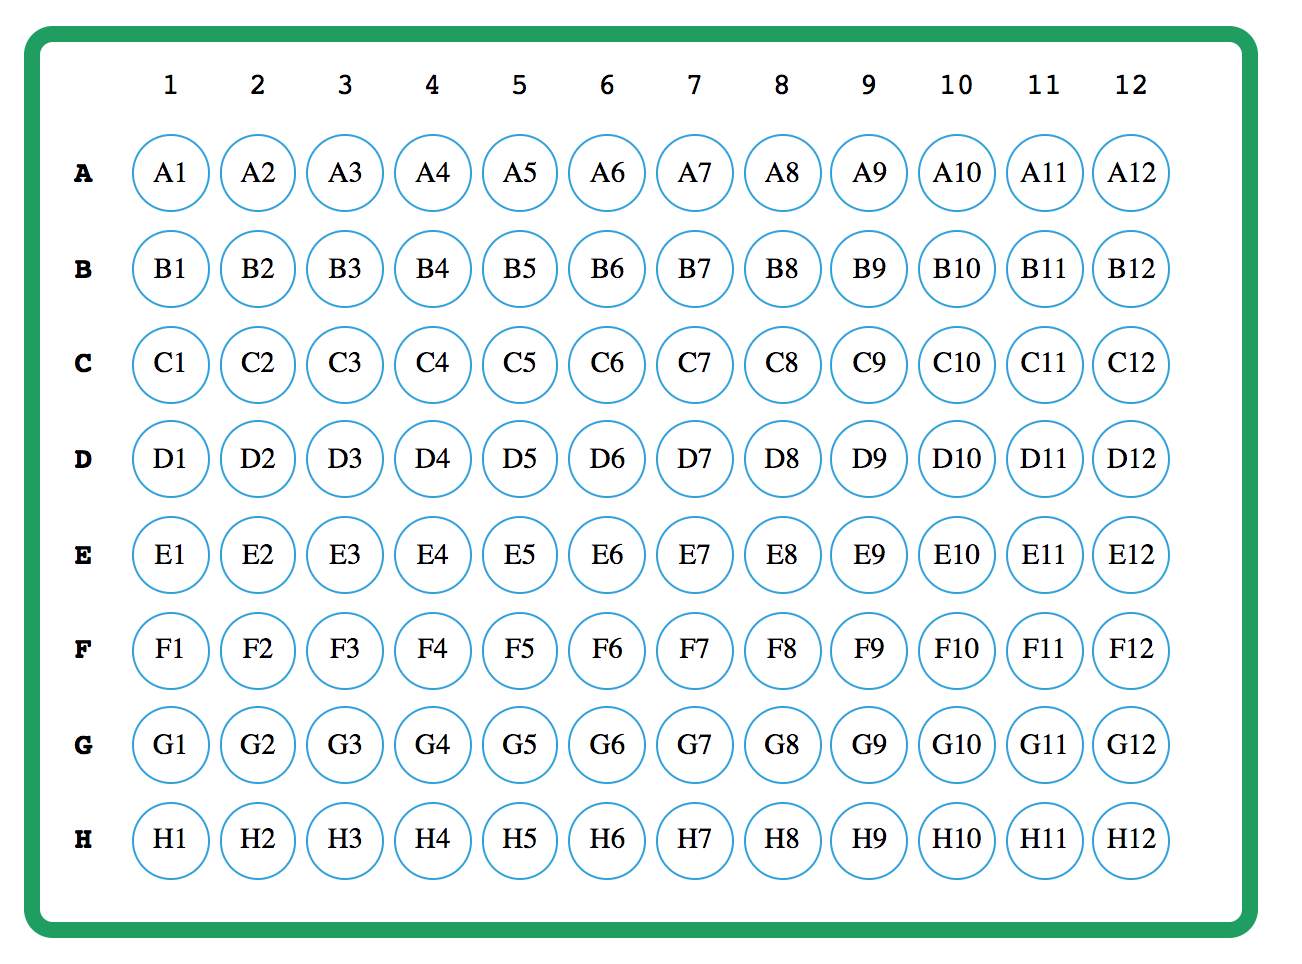 1 2 3 4 5 6 7 8 9 10 11 12
A A1 A2 A3 A4 A5 A6 A7 A8 A9 A10 A11 A12
B B1 B2 B3 B4 B5 B6 B7 B8 B9 B10 B11 B12
C C1 C2 C3 C4 C5 C6 C7 C8 C9 C10 C11 C12
D D1 D2 D3 D4 D5 D6 D7 D8 D9 D10 D11 D12
E E1 E2 E3 E4 E5 E6 E7 E8 E9 E10 E11 E12
F F1 F2 F3 F4 F5 F6 F7 F8 F9 F10 F11 F12
G G1 G2 G3 G4 G5 G6 G7 G8 G9 G10 G11 G12
H H1 H2 H3 H4 H5 H6 H7 H8 H9 H10 H11 H12